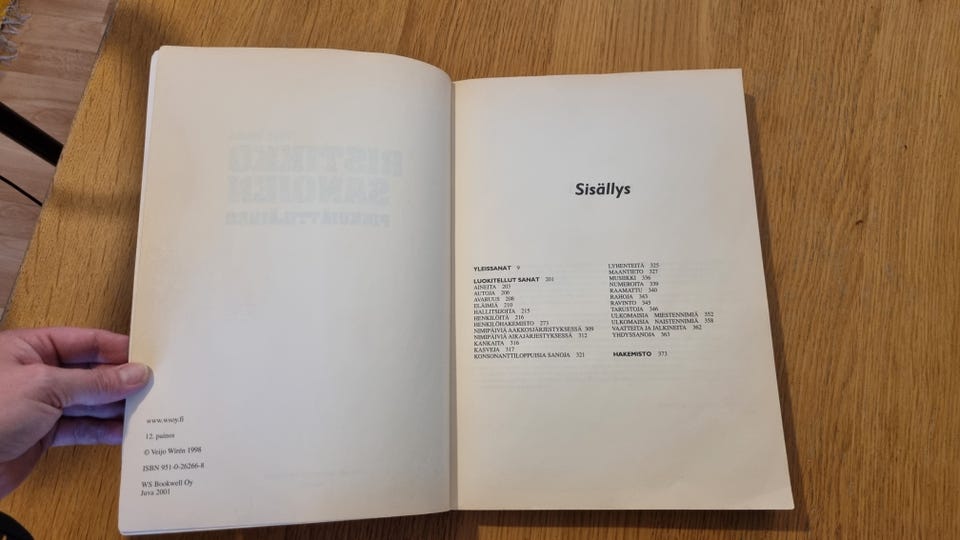 www.wsoy.fi
12. painos
© Veijo Wirén 1998
ISBN 951-0-26266-8
WS Bookwell Oy
Juva 2001
Sisällys
YLEISSANAT 9
LUOKITELLUT SANAT 201
AINEITA 203
AUTOJA 206
AVARUUS 208
ELÄIMIÄ 210
HALLITSIJOITA 215
HENKILÖITÄ 216
HENKILÖHAKEMISTO 273
NIMIPÄIVIÄ AAKKOSJÄRJESTYKSESSÄ 309
NIMIPÄIVIÄ AIKAJÄRJESTYKSESSÄ 312
KANKAITA 316
KASVEJA 317
KONSONANTTILOPPUISIA SANOJA 321
LYHENTEITÄ 325
MAANTIETO 327
MUSIIKKI 336
NUMEROITA 339
RAAMATTU 340
RAHOJA 343
RAVINTO 345
TARUSTOJA 346
ULKOMAISIA MIESTENNIMIÄ 352
ULKOMAISIA NAISTENNIMIÄ 358
VAATTEITA JA JALKINEITA 362
YHDYSSANOJA 363
HAKEMISTO 373